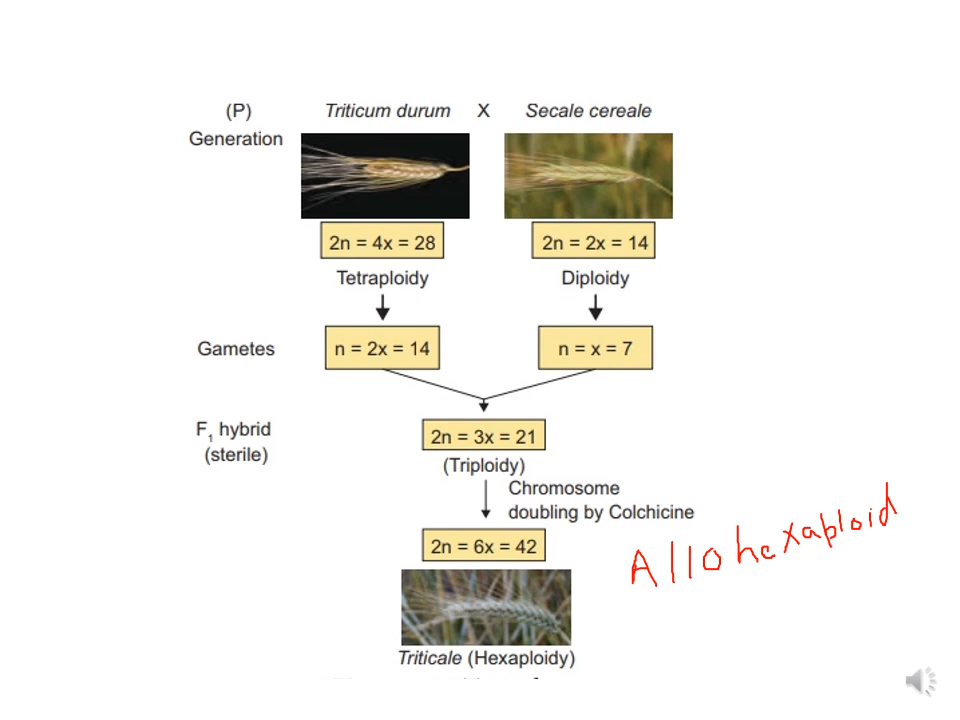 (P) Triticum durum X Secale cereale
Generation
2n = 4x = 28 2n = 2x = 14
Tetraploidy Diploidy
Gametes n = 2x = 14 n = x = 7
F1 hybrid 2n = 3x = 21
(sterile) (Triploidy)
Chromosome
doubling by Colchicine
2n = 6x = 42 Allohexaploid
Triticale (Hexaploidy)